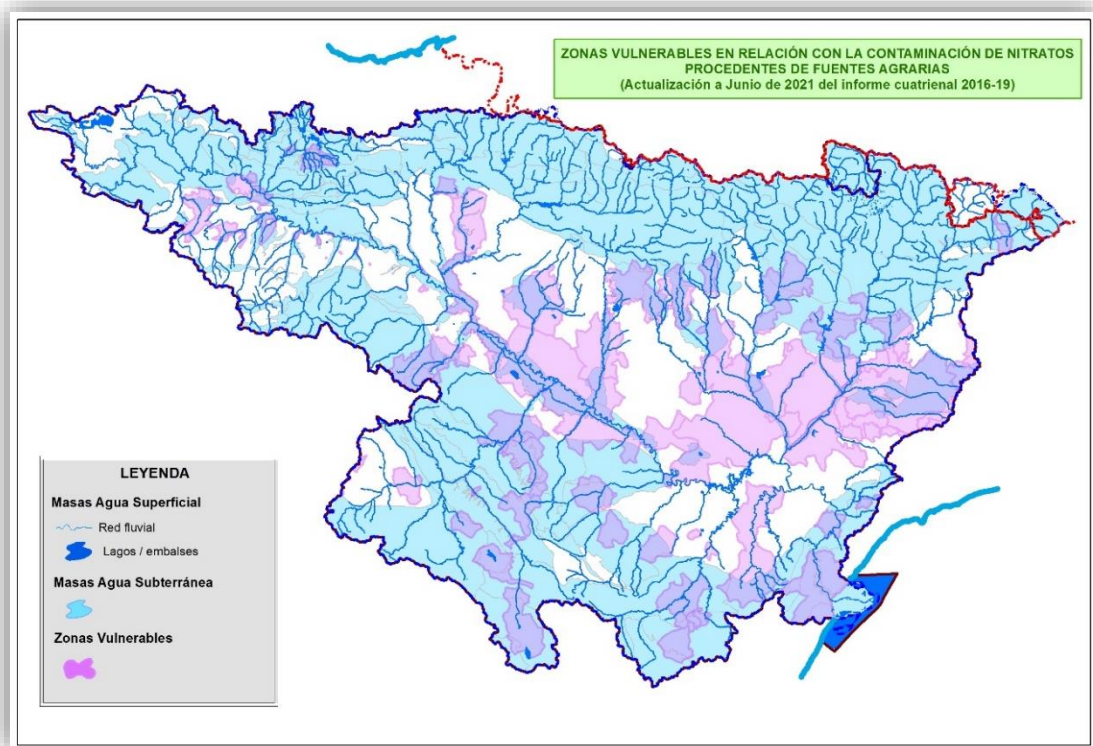 ZONAS VULNERABLES EN RELACIÓN CON LA CONTAMINACIÓN DE NITRATOS
PROCEDENTES DE FUENTES AGRARIAS
(Actualización a Junio de 2021 del informe cuatrienal 2016-19)
LEYENDA
Masas Agua Superficial
Red fluvial
Lagos / embalses
Masas Agua Subterránea
Zonas Vulnerables